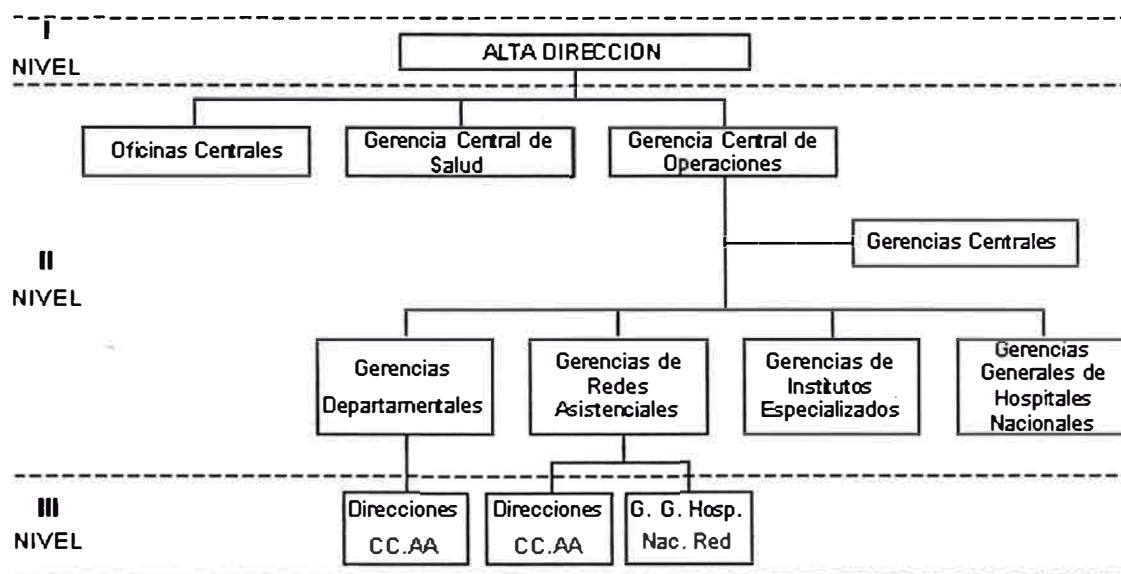 I
NIVEL
ALTA DIRECCION
Oficinas Centrales
Gerencia Central de
Salud
Gerencia Central de
Operaciones
Gerencias Centrales
II
NIVEL
Gerencias
Departamentales
Gerencias de
Redes
Asistenciales
Gerencias de
Institutos
Especializados
Gerencias
Generales de
Hospitales
Nacionales
III
NIVEL
Direcciones
CC.AA
Direcciones
CC.AA
G. G. Hosp.
Nac. Red